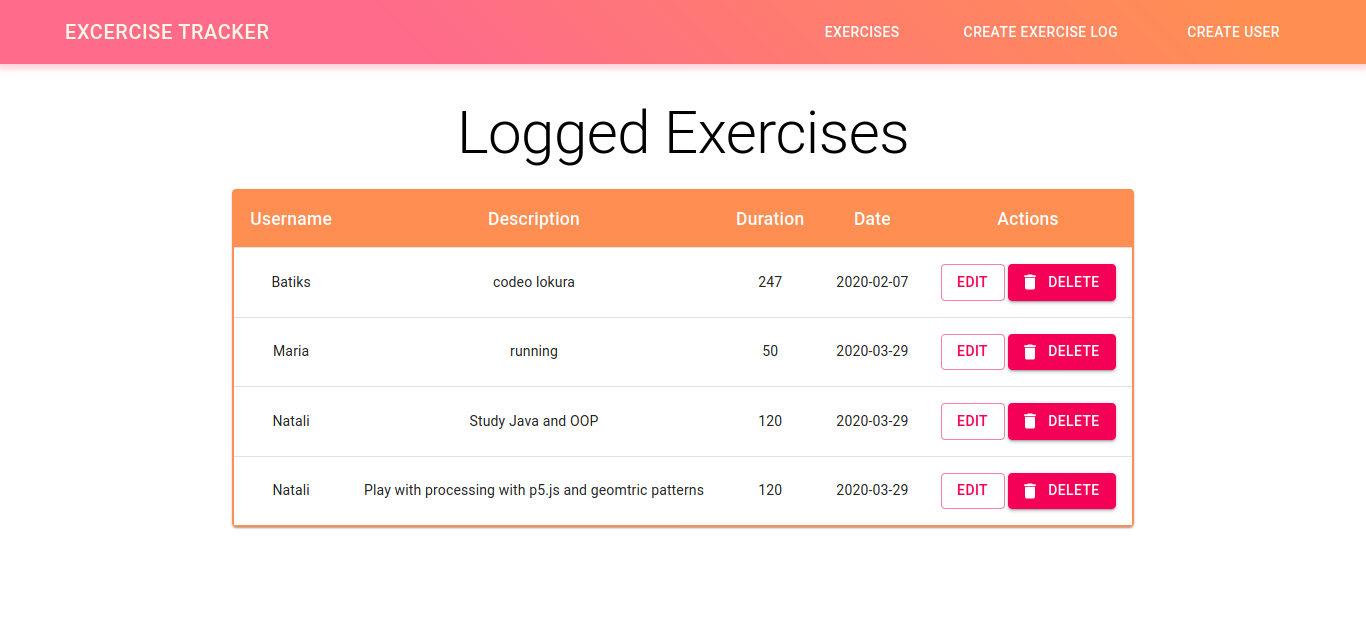 EXCERCISE TRACKER EXERCISES CREATE EXERCISE LOG CREATE USER
Logged Exercises
Username Description Duration Date Actions
Batiks codeo lokura 247 2020-02-07 EDIT DELETE
Maria running 50 2020-03-29 EDIT DELETE
Natali Study Java and OOP 120 2020-03-29 EDIT DELETE
Natali Play with processing with p5.js and geomtric patterns 120 2020-03-29 EDIT DELETE